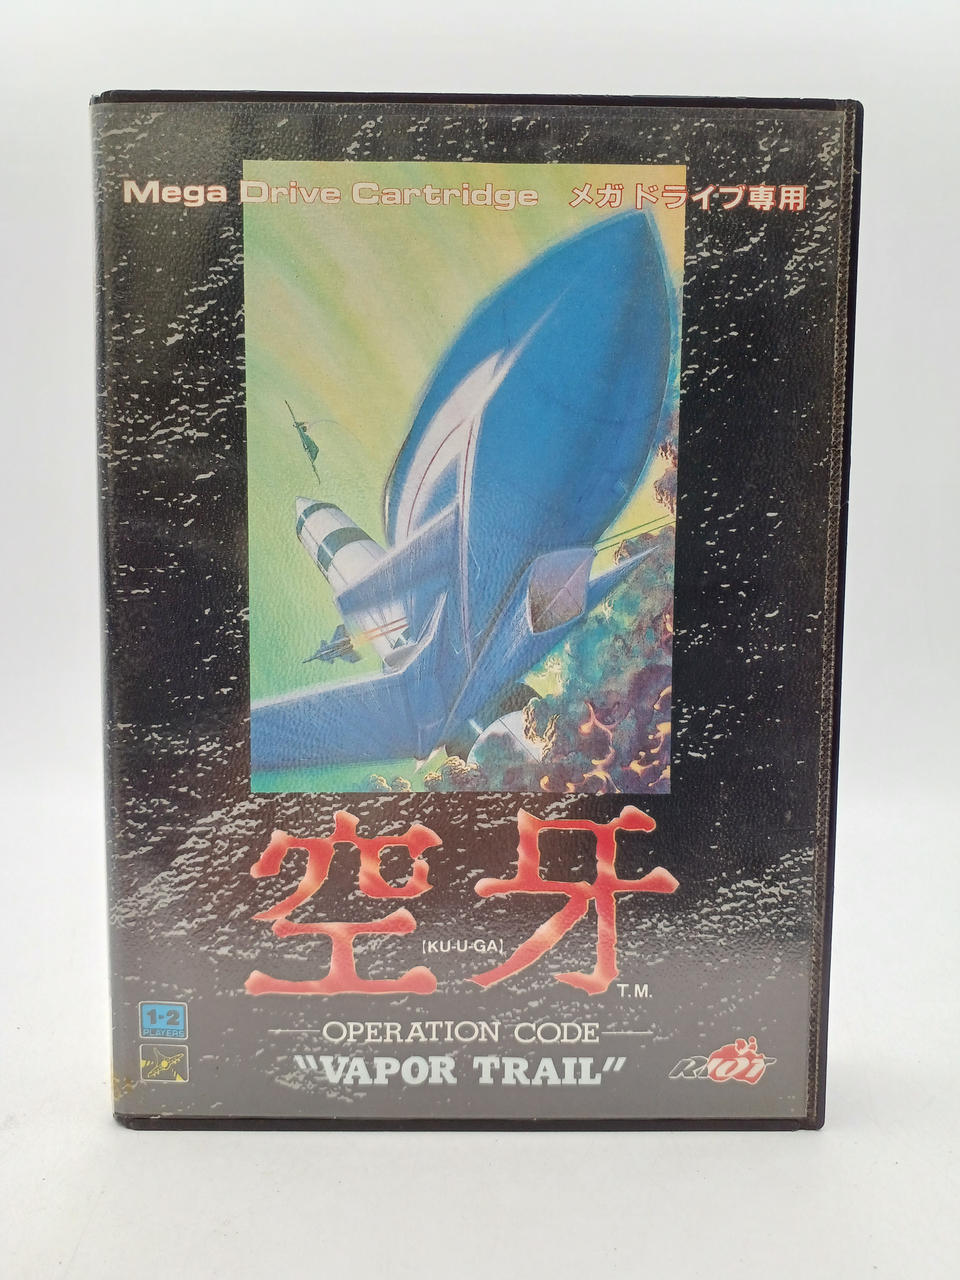 Mega Drive Cartridge メガドライブ専用
空牙
【KU-U-GA】
T.M.
OPERATION CODE
"VAPOR TRAIL"
1-2
PLAYERS
RIOT